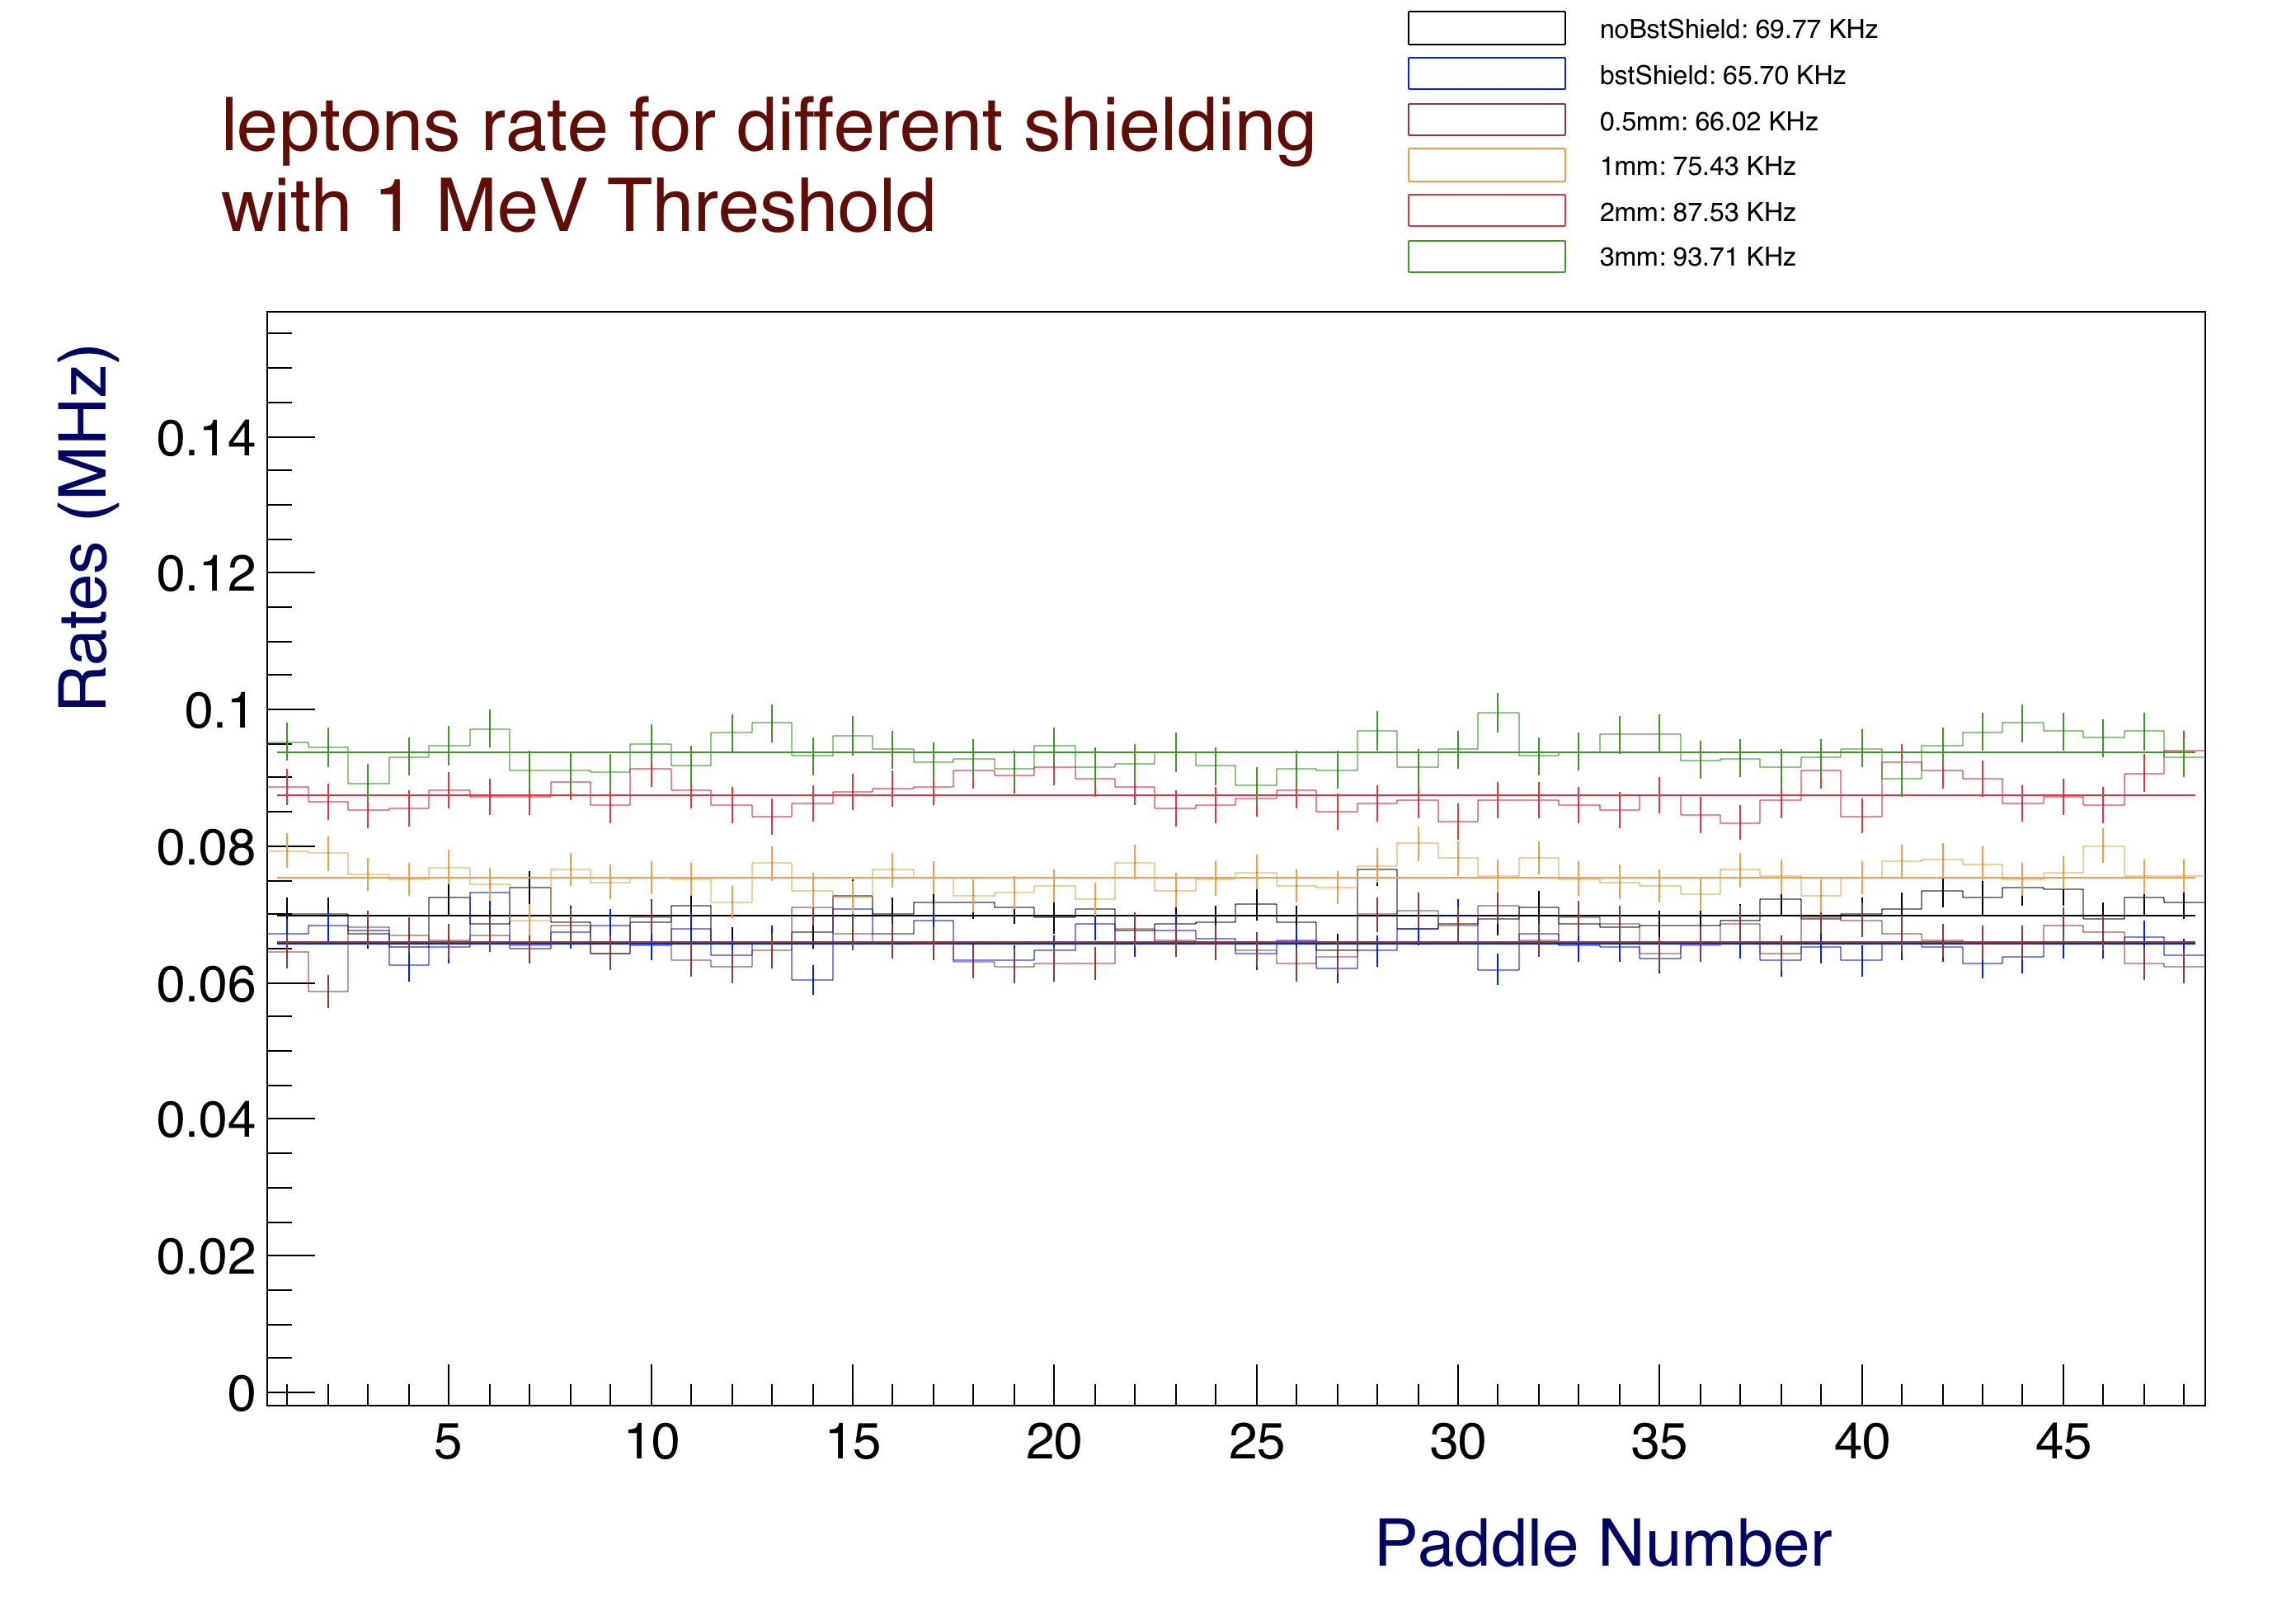 noBstShield: 69.77 KHz
bstShield: 65.70 KHz
0.5mm: 66.02 KHz
1mm: 75.43 KHz
2mm: 87.53 KHz
3mm: 93.71 KHz
leptons rate for different shielding
with 1 MeV Threshold
Rates (MHz)
0.14
0.12
0.1
0.08
0.06
0.04
0.02
0
5 10 15 20 25 30 35 40 45
Paddle Number